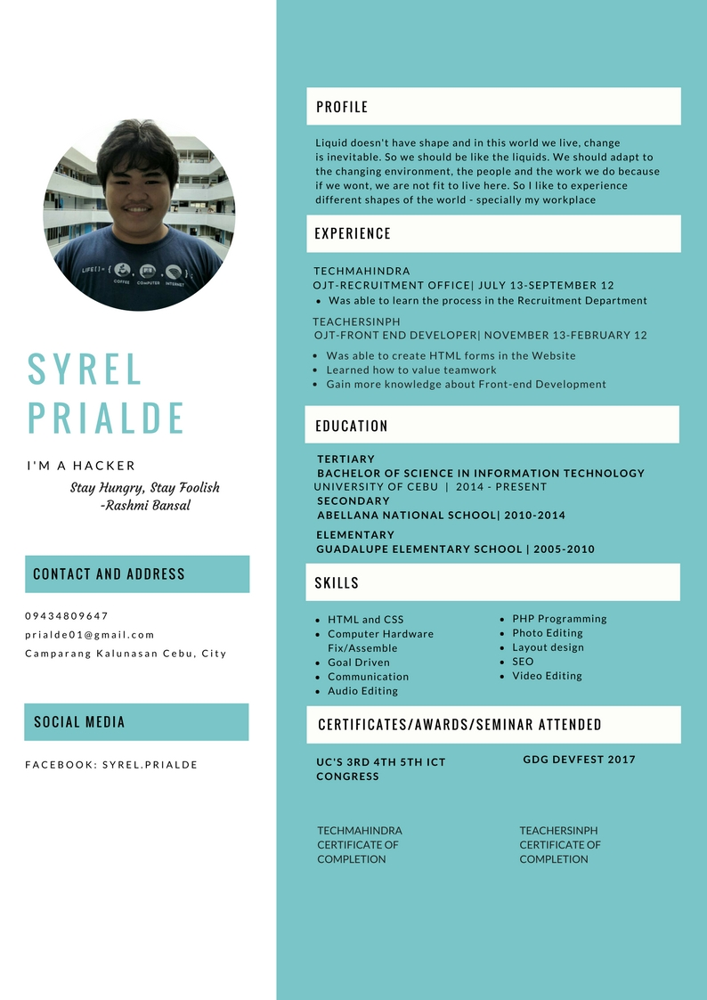 LIFE[]={ , , };
COFFEE COMPUTER INTERNET
SYREL
PRIALDE
I'M A HACKER
Stay Hungry, Stay Foolish
-Rashmi Bansal
CONTACT AND ADDRESS
09434809647
prialde01@gmail.com
Camparang Kalunasan Cebu, City
SOCIAL MEDIA
FACEBOOK: SYREL.PRIALDE
PROFILE
Liquid doesn't have shape and in this world we live, change
is inevitable. So we should be like the liquids. We should adapt to
the changing environment, the people and the work we do because
if we wont, we are not fit to live here. So I like to experience
different shapes of the world - specially my workplace
EXPERIENCE
TECHMAHINDRA
OJT-RECRUITMENT OFFICE| JULY 13-SEPTEMBER 12
• Was able to learn the process in the Recruitment Department
TEACHERSINPH
OJT-FRONT END DEVELOPER| NOVEMBER 13-FEBRUARY 12
• Was able to create HTML forms in the Website
• Learned how to value teamwork
• Gain more knowledge about Front-end Development
EDUCATION
TERTIARY
BACHELOR OF SCIENCE IN INFORMATION TECHNOLOGY
UNIVERSITY OF CEBU | 2014 - PRESENT
SECONDARY
ABELLANA NATIONAL SCHOOL| 2010-2014
ELEMENTARY
GUADALUPE ELEMENTARY SCHOOL | 2005-2010
SKILLS
• HTML and CSS
• Computer Hardware
Fix/Assemble
• Goal Driven
• Communication
• Audio Editing
• PHP Programming
• Photo Editing
• Layout design
• SEO
• Video Editing
CERTIFICATES/AWARDS/SEMINAR ATTENDED
UC'S 3RD 4TH 5TH ICT
CONGRESS
GDG DEVFEST 2017
TECHMAHINDRA
CERTIFICATE OF
COMPLETION
TEACHERSINPH
CERTIFICATE OF
COMPLETION